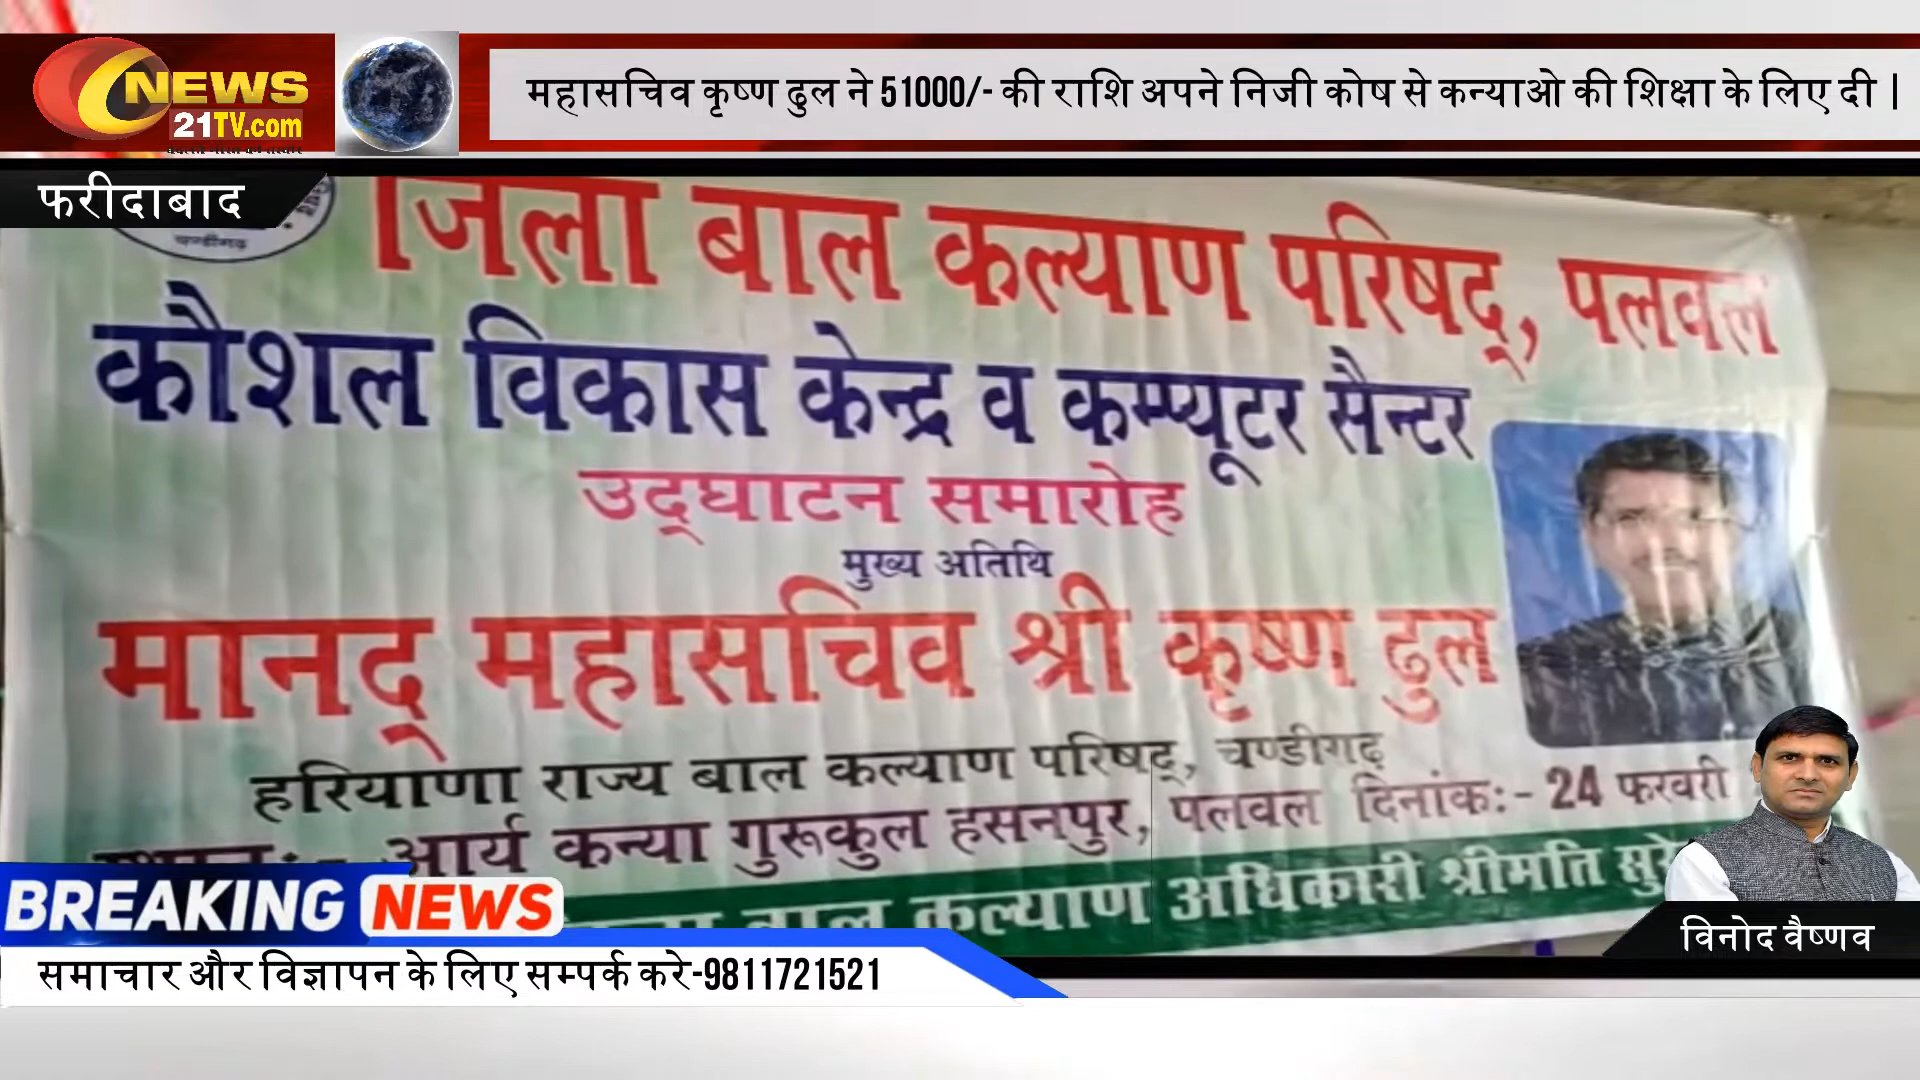 NEWS
21TV.com
महासचिव कृष्ण ढुल ने 51000/- की राशि अपने निजी कोष से कन्याओ की शिक्षा के लिए दी |
फरीदाबाद
चण्डीगढ़
जिला बाल कल्याण परिषद्, पलवल
कौशल विकास केन्द्र व कम्प्यूटर सैन्टर
उद्घाटन समारोह
मुख्य अतिथि
मानद् महासचिव श्री कृष्ण ढुल
हरियाणा राज्य बाल कल्याण परिषद्, चण्डीगढ़
आर्य कन्या गुरूकुल हसनपुर, पलवल दिनांक:- 24 फरवरी
बाल कल्याण अधिकारी श्रीमति
BREAKING NEWS
विनोद वैष्णव
समाचार और विज्ञापन के लिए सम्पर्क करे-9811721521